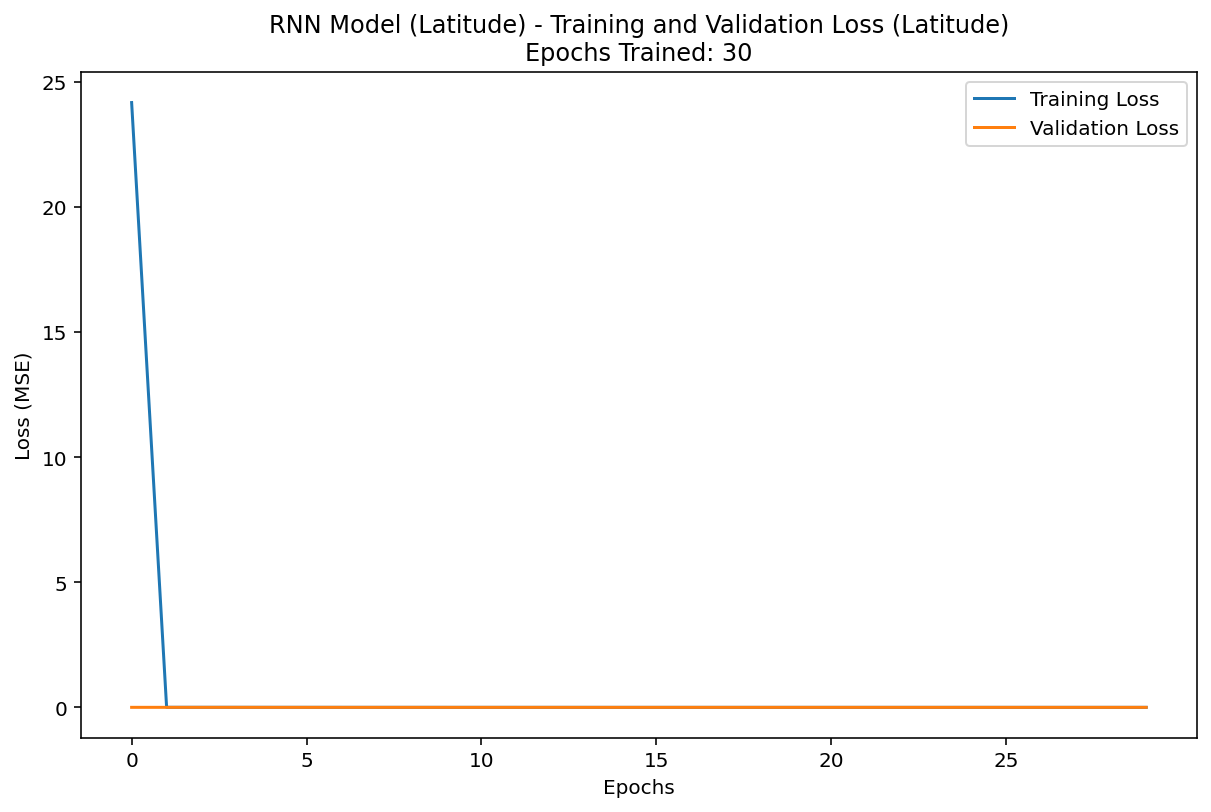 RNN Model (Latitude) - Training and Validation Loss (Latitude)
Epochs Trained: 30
Training Loss
Validation Loss
25
20
15
10
5
0
Loss (MSE)
0 5 10 15 20 25
Epochs